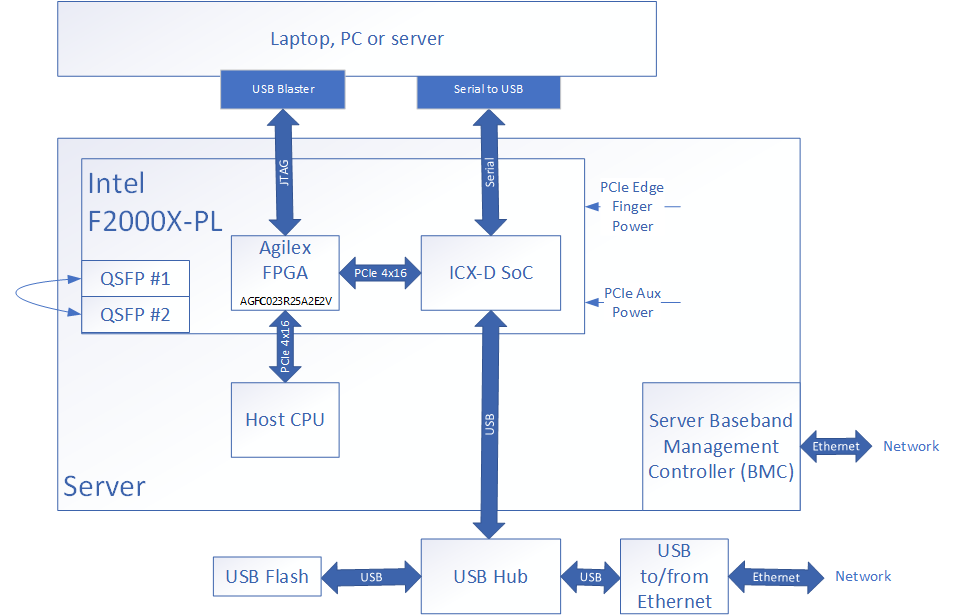 Laptop, PC or server
USB Blaster
Serial to USB
JTAG
Serial
Intel
F2000X-PL
PCIe Edge
Finger
Power
Agilex
FPGA
AGFC023R25A2E2V
PCIe 4x16
ICX-D SoC
QSFP #1
QSFP #2
PCIe Aux
Power
PCIe 4x16
Host CPU
USB
Server Baseband
Management
Controller (BMC)
Ethernet
Network
Server
USB Flash
USB
USB Hub
USB
USB
to/from
Ethernet
Ethernet
Network